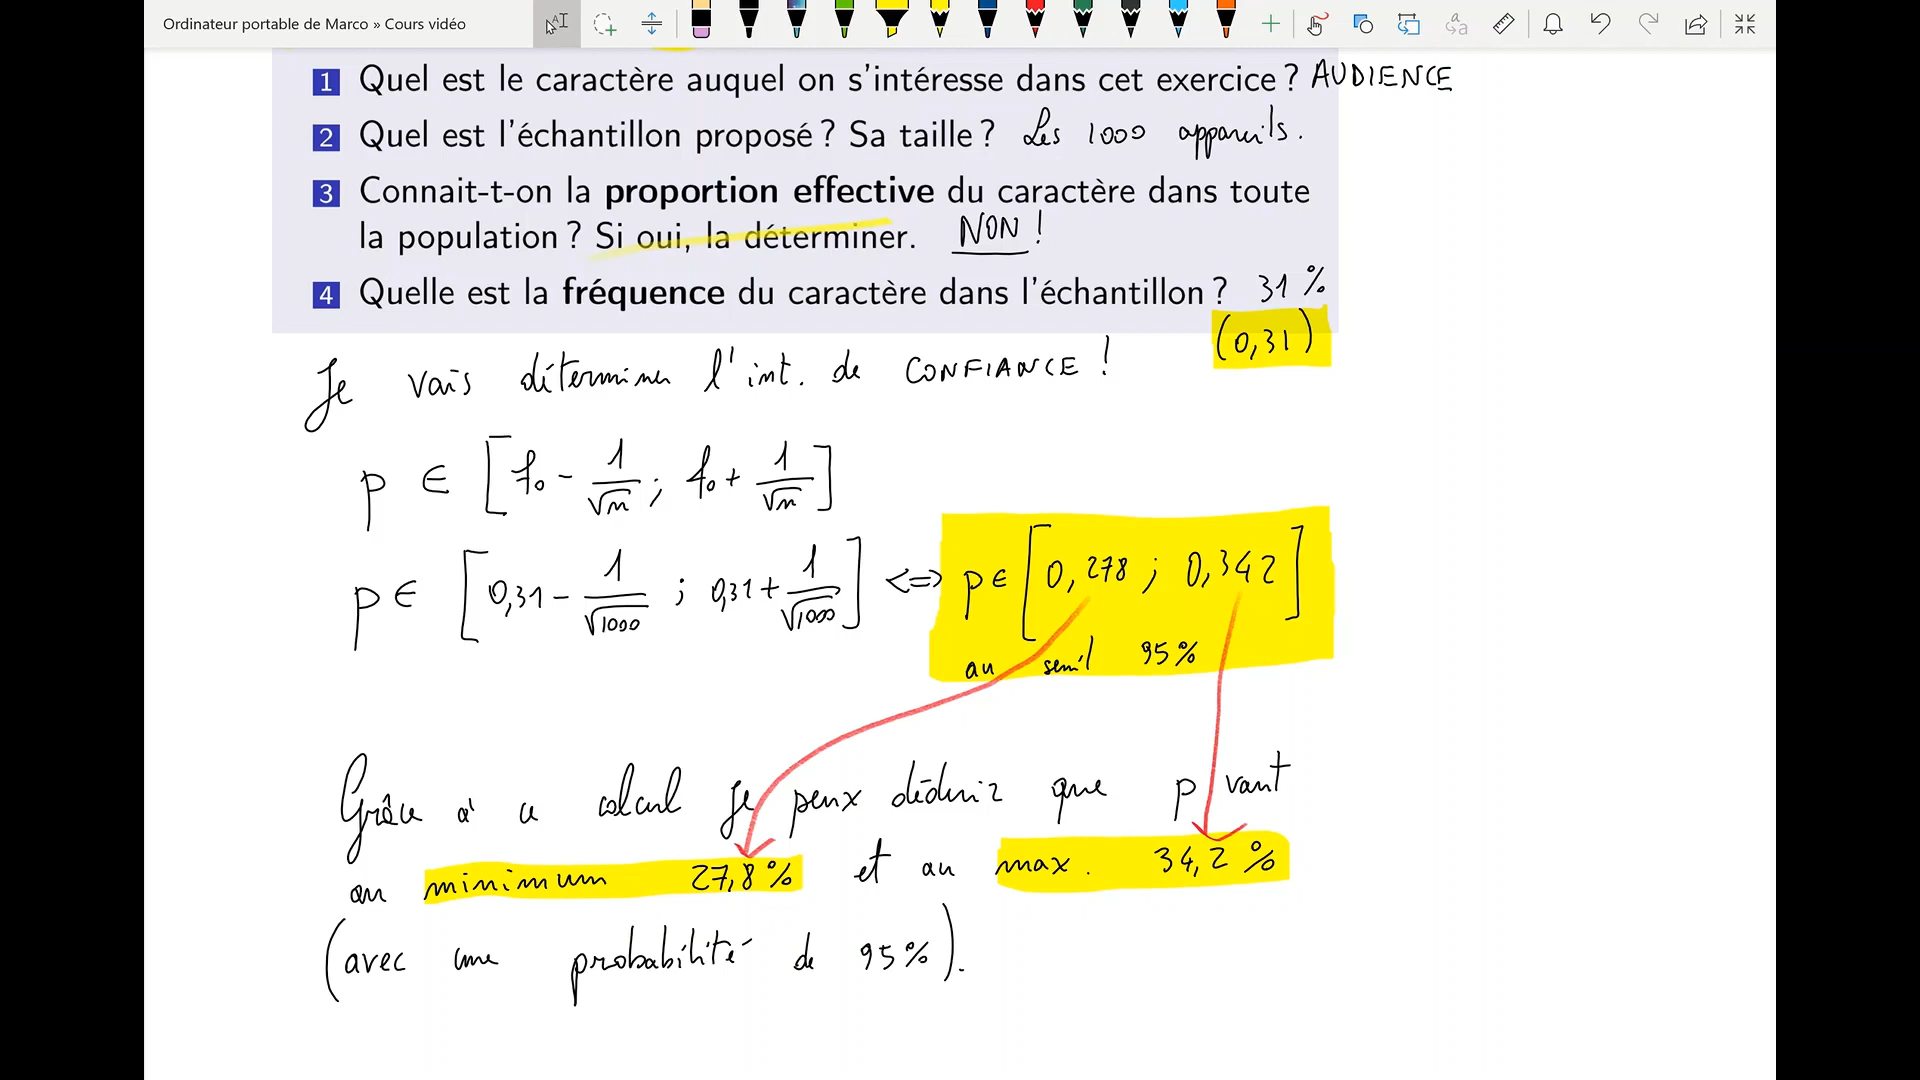 Ordinateur portable de Marco » Cours vidéo
1 Quel est le caractère auquel on s'intéresse dans cet exercice ? AUDIENCE
2 Quel est l'échantillon proposé ? Sa taille ? Les 1000 appareils.
3 Connait-t-on la proportion effective du caractère dans toute
la population ? Si oui, la déterminer. NON !
4 Quelle est la fréquence du caractère dans l'échantillon ? 31 %
(0,31)
Je vais déterminer l'int. de CONFIANCE !
p ∈ [f₀ - 1/√n ; f₀ + 1/√n]
p ∈ [0,31 - 1/√1000 ; 0,31 + 1/√1000] <=> p ∈ [0,278 ; 0,342]
au seuil 95%
Grâce à ce calcul je peux déduire que p vaut
au minimum 27,8 % et au max. 34,2 %
(avec une probabilité de 95 %).